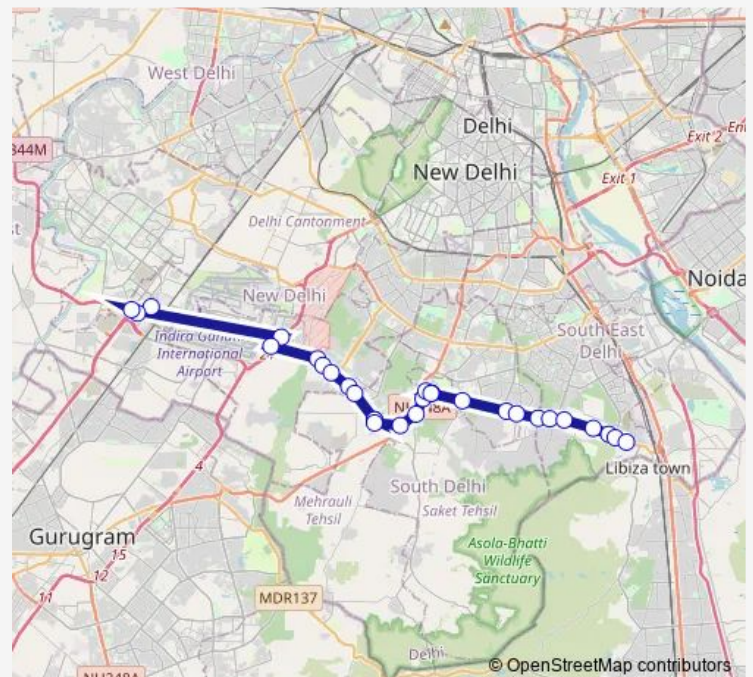 West Delhi
Delhi
344M
Exit 2
New Delhi
Exit 1
Delhi Cantonment
Noida
New Delhi
South East
Delhi
Indira Gandhi
International
Airport
Libiza town
South Delhi
Mehrauli
Tehsil
Saket Tehsil
4
Gurugram
15
12
11
Asola-Bhatti
Wildlife
Sanctuary
MDR137
Delhi
© OpenStreetMap contributors